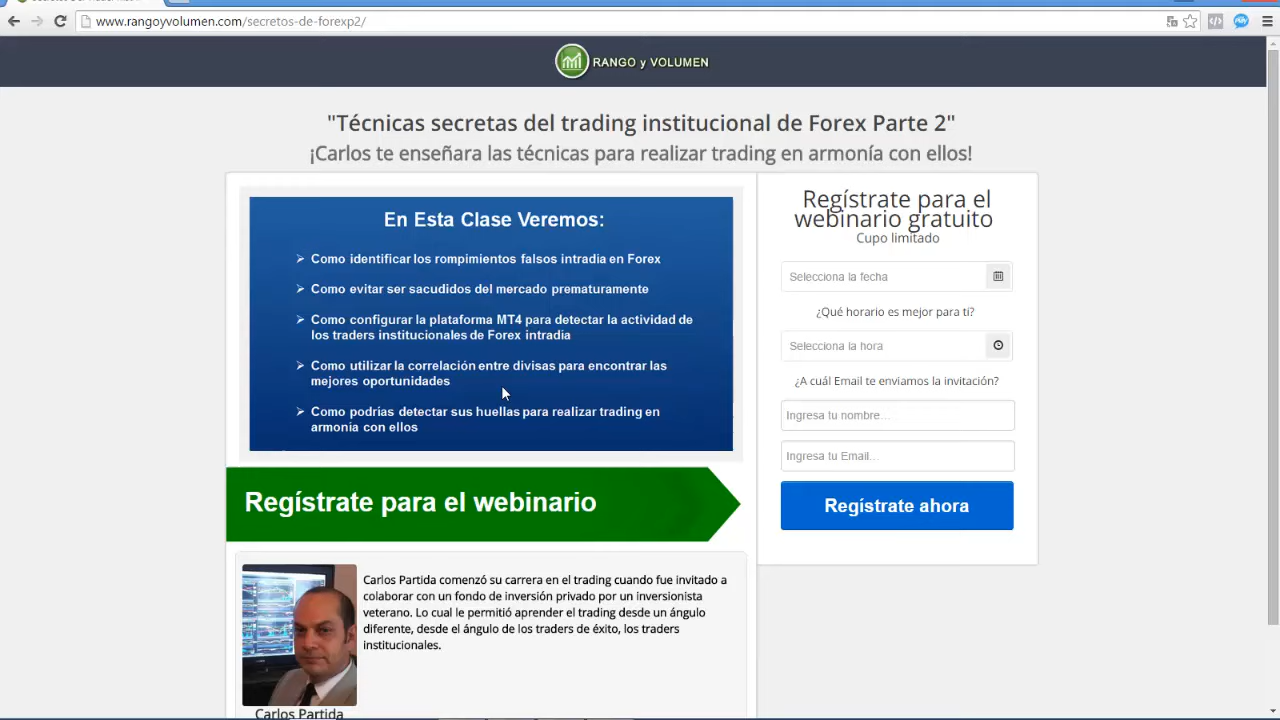 www.rangoyvolumen.com/secretos-de-forexp2/
RANGO y VOLUMEN
"Técnicas secretas del trading institucional de Forex Parte 2"
¡Carlos te enseñara las técnicas para realizar trading en armonía con ellos!
En Esta Clase Veremos:
➢ Como identificar los rompimientos falsos intradia en Forex
➢ Como evitar ser sacudidos del mercado prematuramente
➢ Como configurar la plataforma MT4 para detectar la actividad de
los traders institucionales de Forex intradia
➢ Como utilizar la correlación entre divisas para encontrar las
mejores oportunidades
➢ Como podrías detectar sus huellas para realizar trading en
armonía con ellos
Regístrate para el webinario
Carlos Partida comenzó su carrera en el trading cuando fue invitado a
colaborar con un fondo de inversión privado por un inversionista
veterano. Lo cual le permitió aprender el trading desde un ángulo
diferente, desde el ángulo de los traders de éxito, los traders
institucionales.
Carlos Partida
Regístrate para el
webinario gratuito
Cupo limitado
Selecciona la fecha
¿Qué horario es mejor para tí?
Selecciona la hora
¿A cuál Email te enviamos la invitación?
Ingresa tu nombre...
Ingresa tu Email...
Regístrate ahora